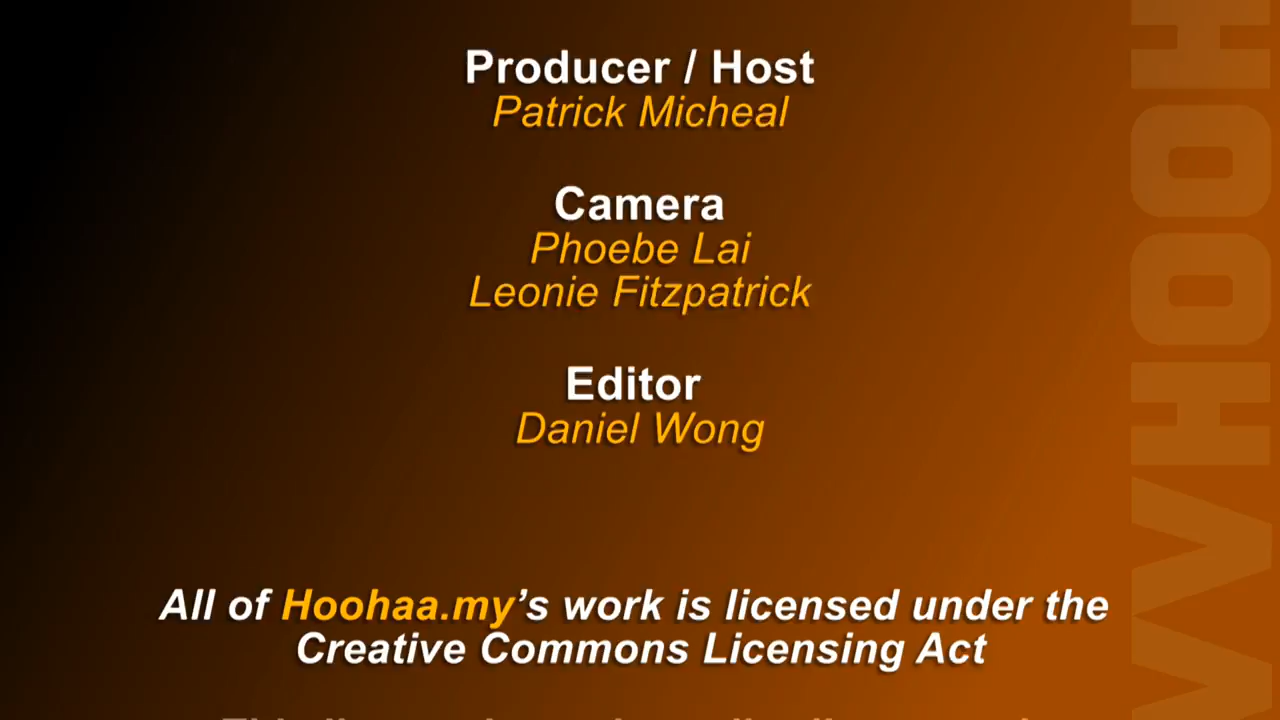 Producer / Host
Patrick Micheal
Camera
Phoebe Lai
Leonie Fitzpatrick
Editor
Daniel Wong
All of Hoohaa.my’s work is licensed under the
Creative Commons Licensing Act
WHOOH